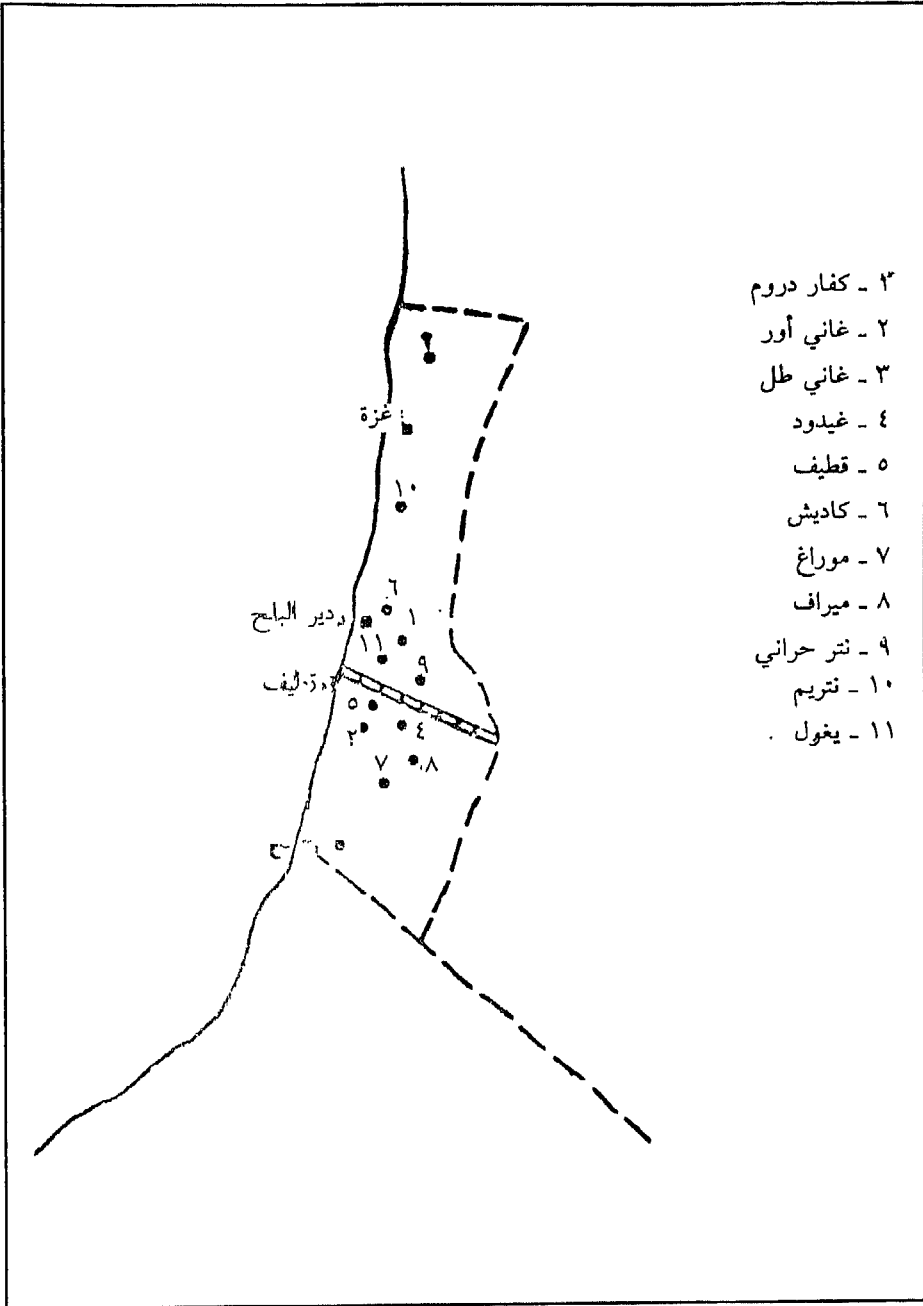 ١ - كفار دروم
٢ - غاني أور
٣ - غاني طل
٤ - غيدود
٥ - قطيف
٦ - كاديش
٧ - موراغ
٨ - ميراف
٩ - نتر حراني
١٠ - نتريم
١١ - يغول .
غزة
١٠
٦
دير البلح
١
١١
٩
٥
٤
٢
٨
٧